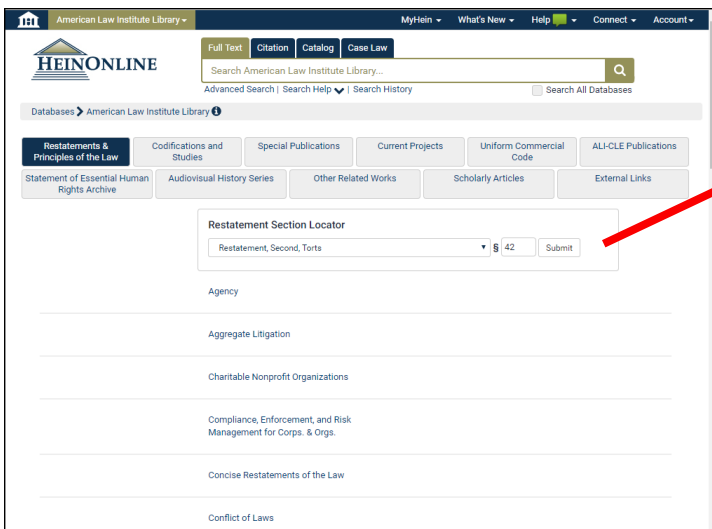 American Law Institute Library
MyHein
What's New
Help
Connect
Account
HEINONLINE
Full Text
Citation
Catalog
Case Law
Search American Law Institute Library...
Advanced Search | Search Help | Search History
Search All Databases
Databases > American Law Institute Library
Restatements &
Principles of the Law
Codifications and
Studies
Special Publications
Current Projects
Uniform Commercial
Code
ALI-CLE Publications
Statement of Essential Human
Rights Archive
Audiovisual History Series
Other Related Works
Scholarly Articles
External Links
Restatement Section Locator
Restatement, Second, Torts
§ 42
Submit
Agency
Aggregate Litigation
Charitable Nonprofit Organizations
Compliance, Enforcement, and Risk
Management for Corps. & Orgs.
Concise Restatements of the Law
Conflict of Laws